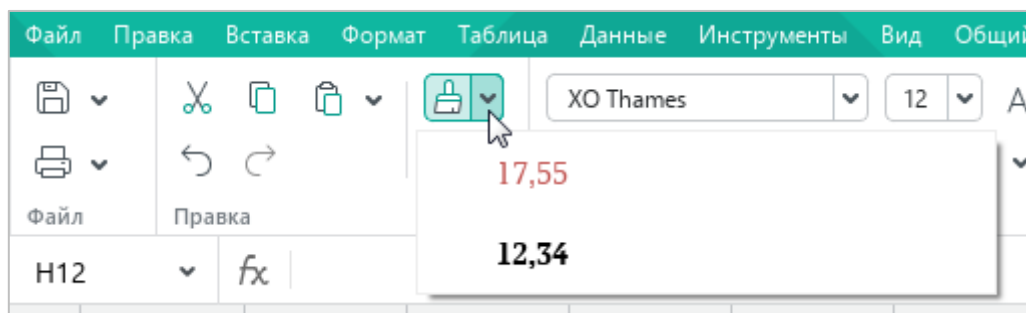 Файл Правка Вставка Формат Таблица Данные Инструменты Вид Общий
XO Thames 12 A
17,55
Файл Правка
12,34
H12 fx